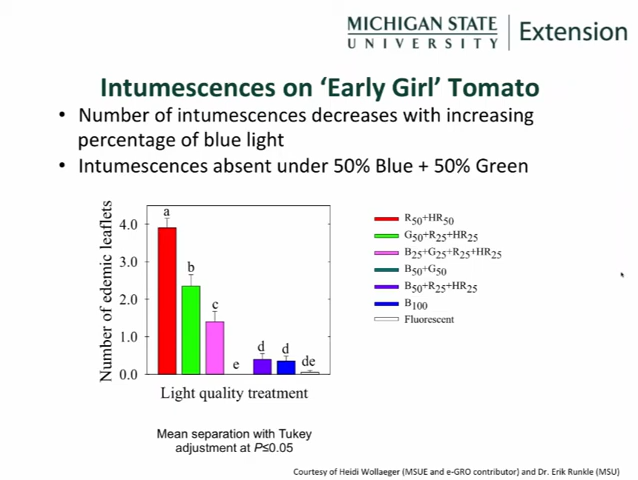 MICHIGAN STATE
UNIVERSITY
Extension
Intumescences on ‘Early Girl’ Tomato
• Number of intumescences decreases with increasing
percentage of blue light
• Intumescences absent under 50% Blue + 50% Green
Number of edemic leaflets
4.0
3.0
2.0
1.0
0.0
a
b
c
e
d
d
de
Light quality treatment
R50+HR50
G50+R25+HR25
B25+G25+R25+HR25
B50+G50
B50+R25+HR25
B100
Fluorescent
Mean separation with Tukey
adjustment at P≤0.05
Courtesy of Heidi Wollaeger (MSUE and e-GRO contributor) and Dr. Erik Runkle (MSU)